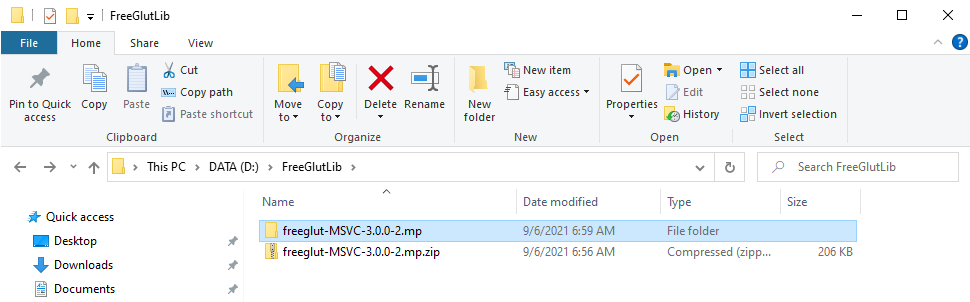 FreeGlutLib
File Home Share View
Pin to Quick access
Copy
Paste
Cut
Copy path
Paste shortcut
Clipboard
Move to
Copy to
Delete
Rename
Organize
New folder
New item
Easy access
New
Properties
Open
Edit
History
Open
Select all
Select none
Invert selection
Select
This PC DATA (D:) FreeGlutLib
Search FreeGlutLib
Name Date modified Type Size
Quick access
Desktop
Downloads
Documents
freeglut-MSVC-3.0.0-2.mp 9/6/2021 6:59 AM File folder
freeglut-MSVC-3.0.0-2.mp.zip 9/6/2021 6:56 AM Compressed (zipp... 206 KB